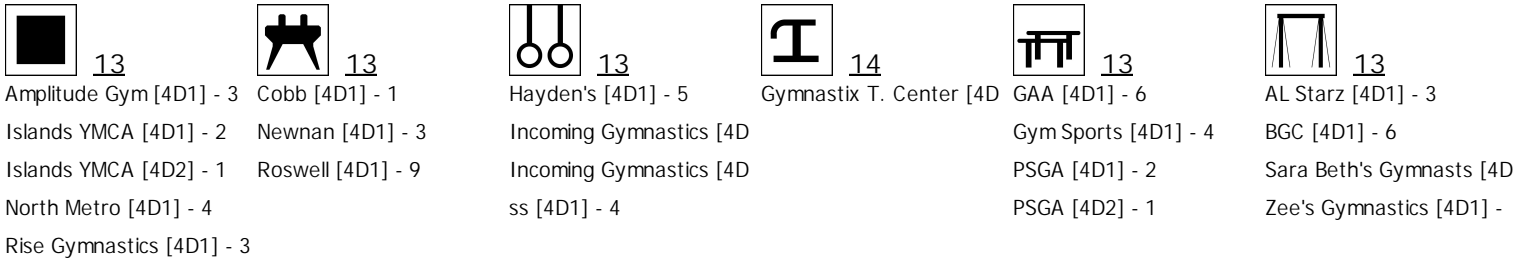 13
Amplitude Gym [4D1] - 3
Islands YMCA [4D1] - 2
Islands YMCA [4D2] - 1
North Metro [4D1] - 4
Rise Gymnastics [4D1] - 3
13
Cobb [4D1] - 1
Newnan [4D1] - 3
Roswell [4D1] - 9
13
Hayden's [4D1] - 5
Incoming Gymnastics [4D
Incoming Gymnastics [4D
ss [4D1] - 4
14
Gymnastix T. Center [4D
13
GAA [4D1] - 6
Gym Sports [4D1] - 4
PSGA [4D1] - 2
PSGA [4D2] - 1
13
AL Starz [4D1] - 3
BGC [4D1] - 6
Sara Beth's Gymnasts [4D
Zee's Gymnastics [4D1] -